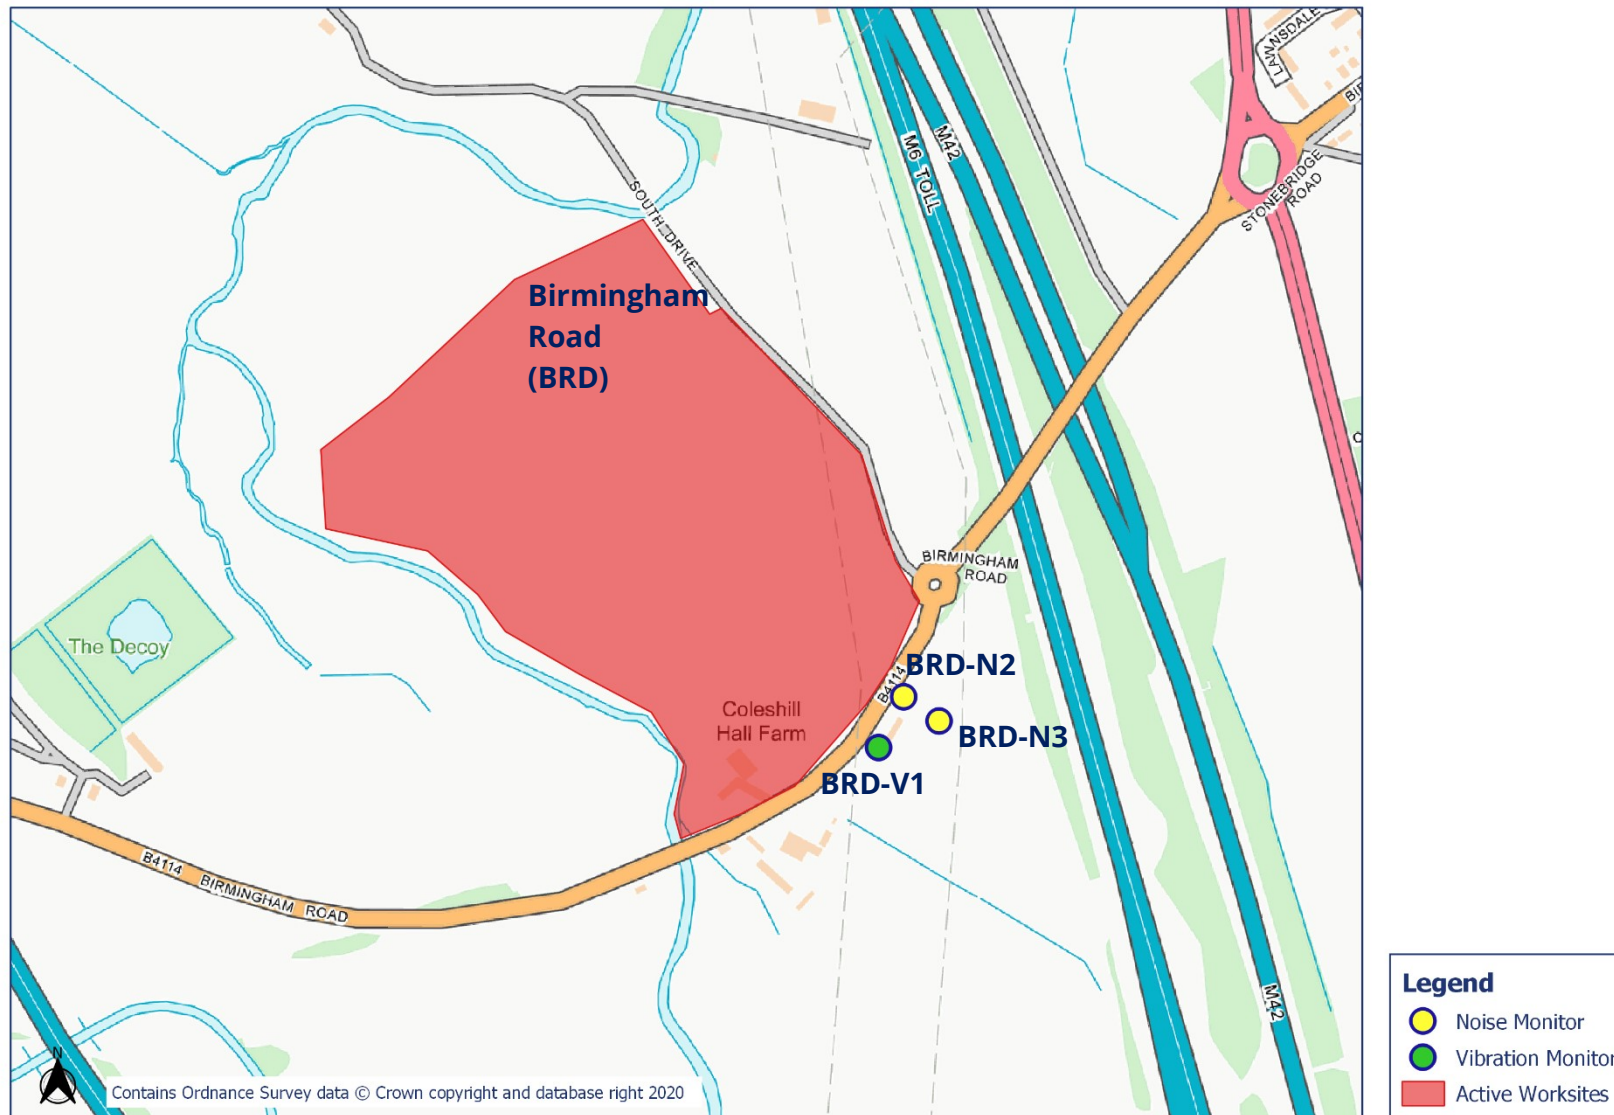 LAWNSDALE
M6 TOLL
M42
STONEBRIDGE
ROAD
SOUTH DRIVE
Birmingham
Road
(BRD)
BIRMINGHAM
ROAD
The Decoy
B4114
BRD-N2
Coleshill
Hall Farm
BRD-N3
BRD-V1
B4114 BIRMINGHAM ROAD
M42
N
Contains Ordnance Survey data © Crown copyright and database right 2020
Legend
Noise Monitor
Vibration Monitor
Active Worksites